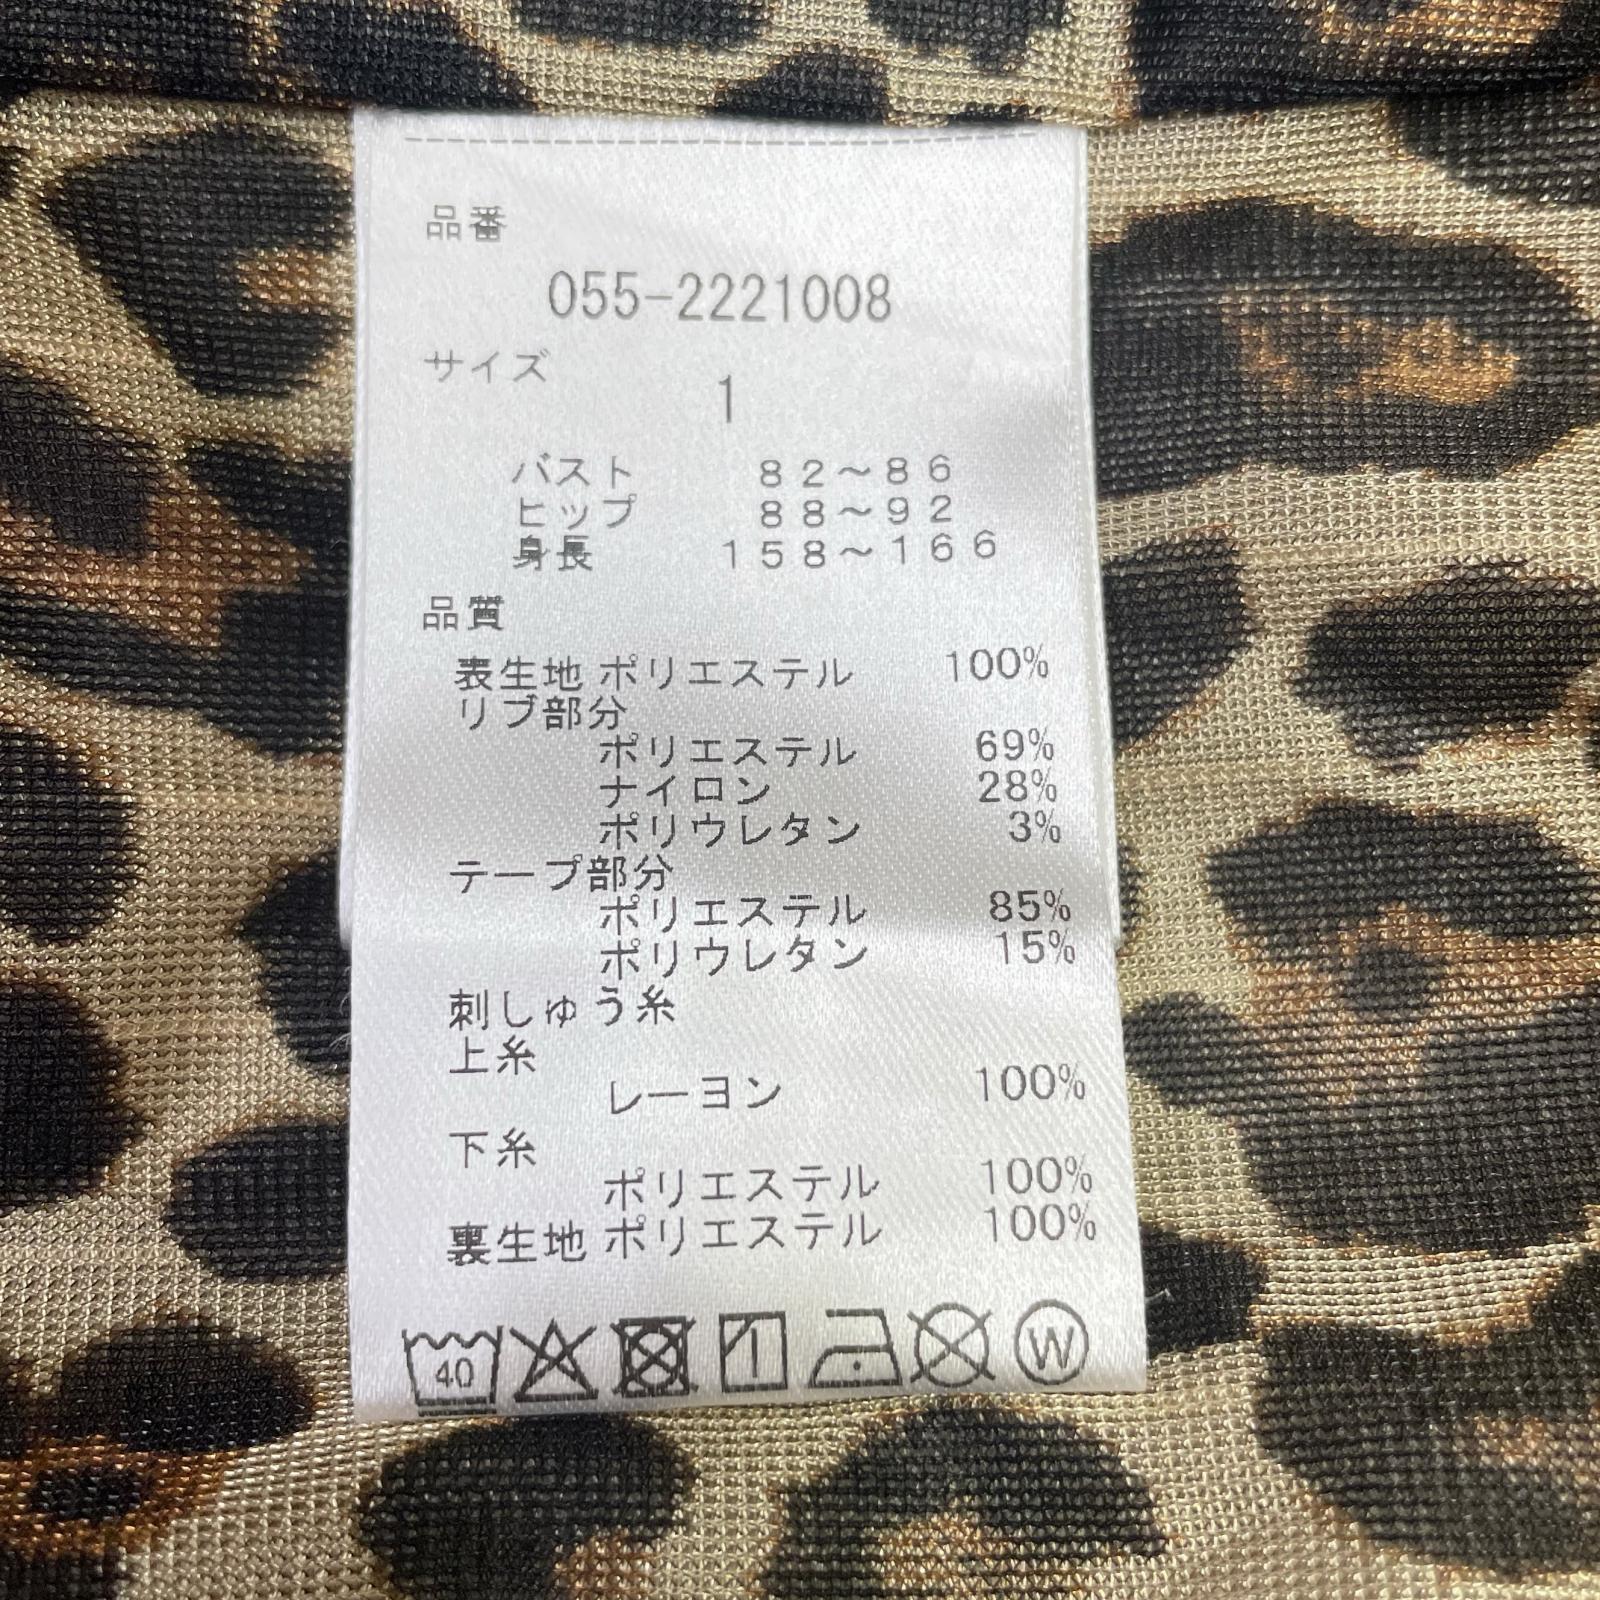 品番
055-2221008
サイズ
1
バスト 82～86
ヒップ 88～92
身長 158～166
品質
表生地 ポリエステル 100%
リブ部分
ポリエステル 69%
ナイロン 28%
ポリウレタン 3%
テープ部分
ポリエステル 85%
ポリウレタン 15%
刺しゅう糸
上糸
レーヨン 100%
下糸
ポリエステル 100%
裏生地 ポリエステル 100%
40 W